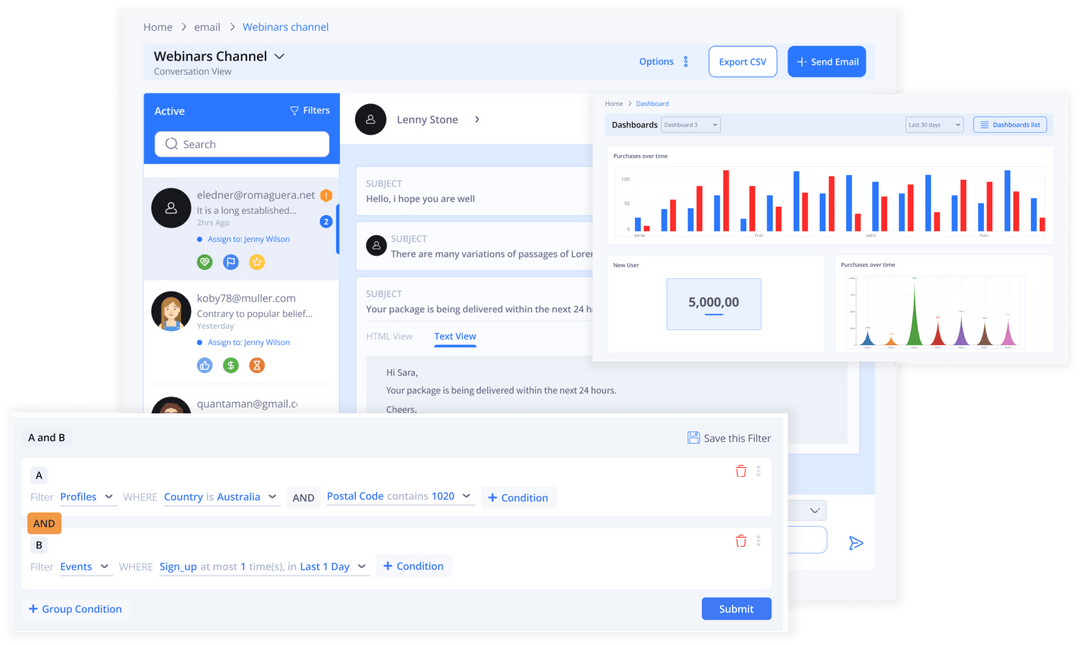 Home > email > Webinars channel
Webinars Channel
Conversation View
Options
Export CSV
Send Email
Active
Filters
Search
eledner@romaguera.net
It is a long established...
2hrs Ago
2
Assign to: Jenny Wilson
koby78@muller.com
Contrary to popular belief...
Yesterday
Assign to: Jenny Wilson
quantaman@gmail.c
Lenny Stone >
SUBJECT
Hello, i hope you are well
SUBJECT
There are many variations of passages of Lorem
SUBJECT
Your package is being delivered within the next 24 h
HTML View Text View
Hi Sara,
Your package is being delivered within the next 24 hours.
Cheers,
Home > Dashboard
Dashboards Dashboard 3
Last 30 days
Dashboards list
Purchases over time
100
50
0
MON TUE WED THU
New User
5,000,00
Purchases over time
A and B
Save this Filter
A
Filter Profiles WHERE Country is Australia AND Postal Code contains 1020 + Condition
AND
B
Filter Events WHERE Sign_up at most 1 time(s), in Last 1 Day + Condition
+ Group Condition
Submit